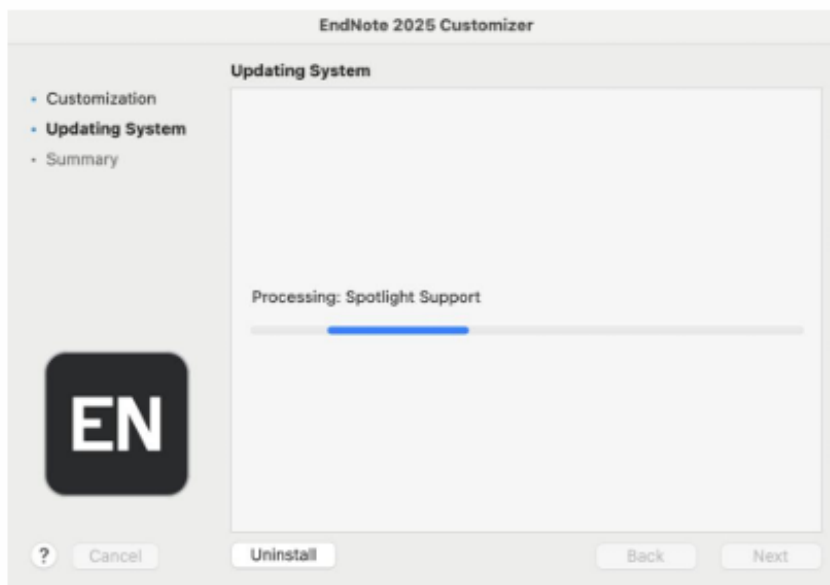 EndNote 2025 Customizer
Customization
Updating System
Summary
Updating System
Processing: Spotlight Support
EN
? Cancel Uninstall Back Next